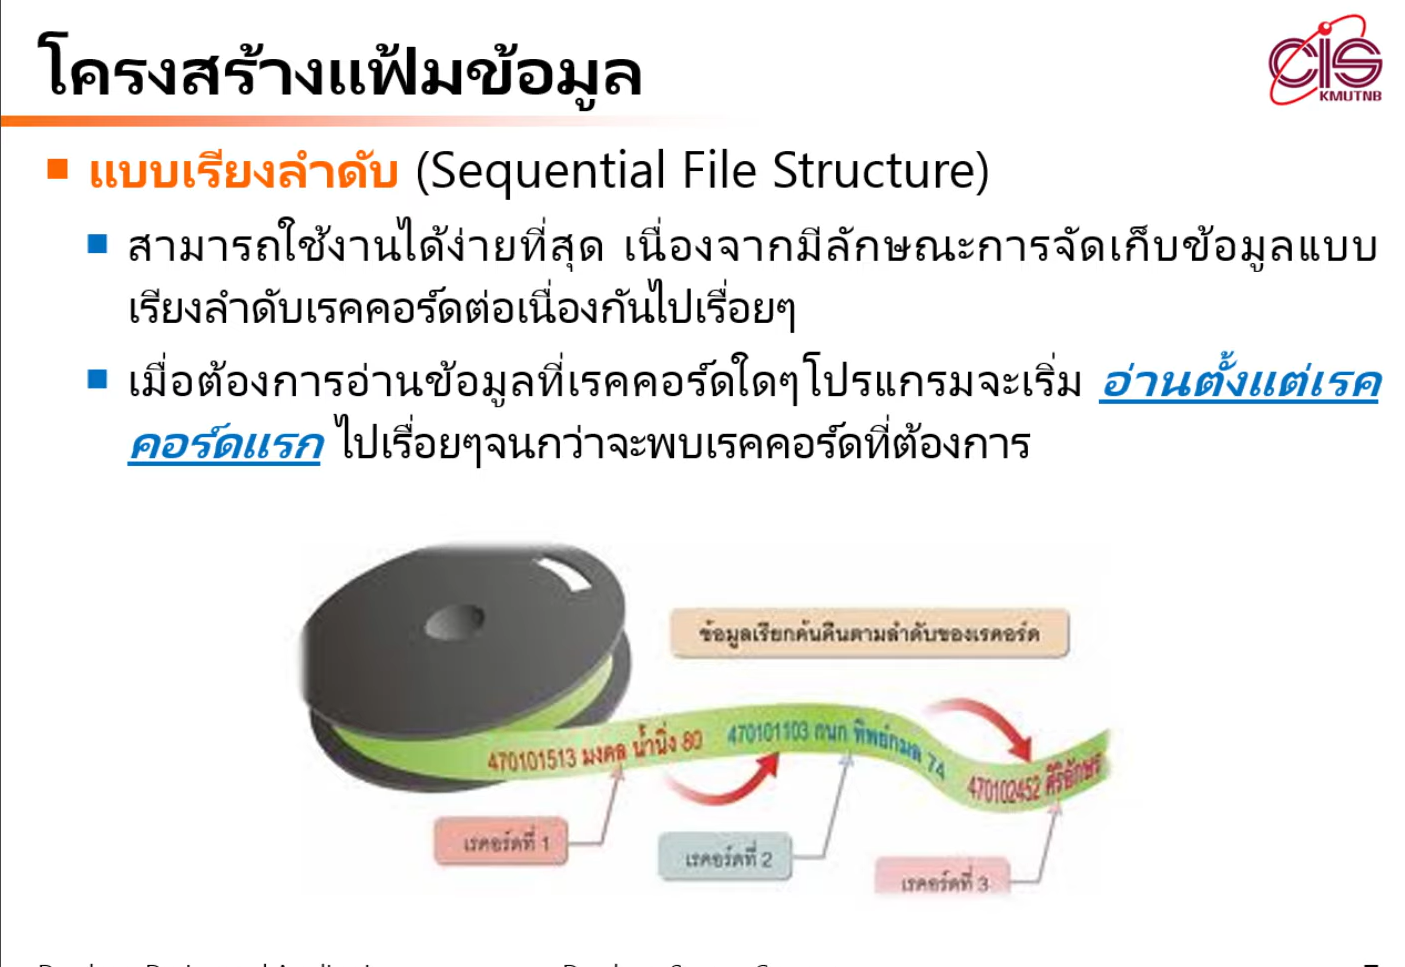 โครงสร้างแฟ้มข้อมูล
CIS
KMUTNB
แบบเรียงลำดับ (Sequential File Structure)
สามารถใช้งานได้ง่ายที่สุด เนื่องจากมีลักษณะการจัดเก็บข้อมูลแบบ
เรียงลำดับเรคคอร์ดต่อเนื่องกันไปเรื่อยๆ
เมื่อต้องการอ่านข้อมูลที่เรคคอร์ดใดๆโปรแกรมจะเริ่ม อ่านตั้งแต่เรค
คอร์ดแรก ไปเรื่อยๆจนกว่าจะพบเรคคอร์ดที่ต้องการ
ข้อมูลเรียกค้นคืนตามลำดับของเรคอร์ด
470101513 มงคล น้ำนิ่ง 80
470101103 ถนก ทิพย์กมล 74
470102452 ศิริอักษร
เรคอร์ดที่ 1
เรคอร์ดที่ 2
เรคอร์ดที่ 3